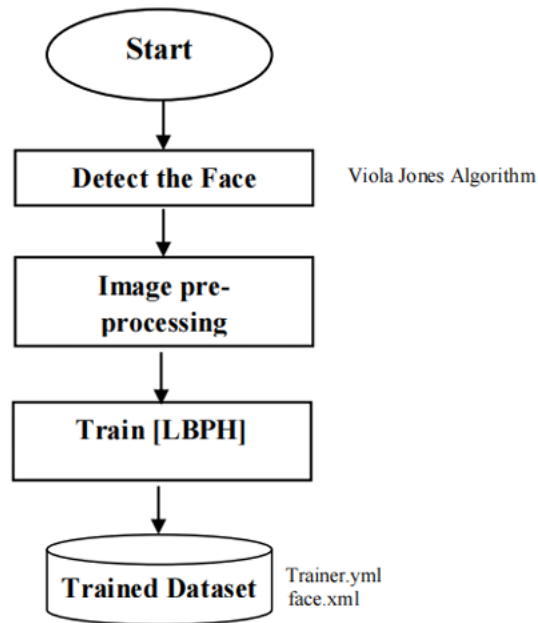 Start
Detect the Face
Viola Jones Algorithm
Image pre-
processing
Train [LBPH]
Trained Dataset
Trainer.yml
face.xml